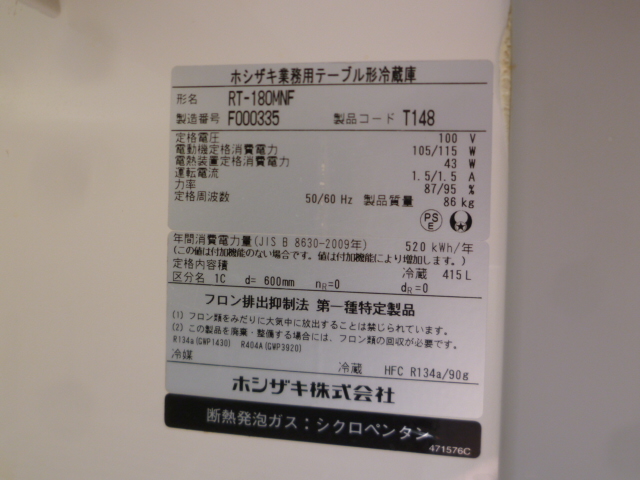 ホシザキ業務用テーブル形冷蔵庫
形名 RT-180MNF
製造番号 F000335 製品コード T148
定格電圧 100 V
電動機定格消費電力 105/115 W
電熱装置定格消費電力 43 W
運転電流 1.5/1.5 A
力率 87/95 %
定格周波数 50/60 Hz 製品質量 86 kg
PS
E
年間消費電力量(JIS B 8630-2009年) 520 kWh/年
(この値は付加機能のない場合です。値は付加機能により増加します。)
定格内容積 冷蔵 415 L
区分名 1C d= 600mm nR=0 dR=0
フロン排出抑制法 第一種特定製品
(1) フロン類をみだりに大気中に放出することは禁じられています。
(2) この製品を廃棄・整備する場合には、フロン類の回収が必要です。
R134a(GWP1430) R404A(GWP3920)
冷媒 冷蔵 HFC R134a/90g
ホシザキ株式会社
断熱発泡ガス：シクロペンタン
471576C